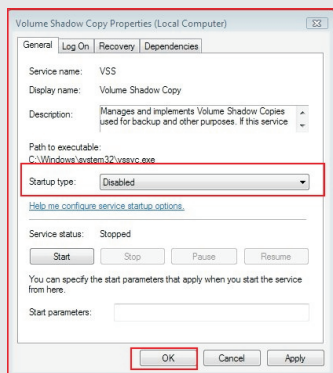 Volume Shadow Copy Properties (Local Computer)
General Log On Recovery Dependencies
Service name: VSS
Display name: Volume Shadow Copy
Description: Manages and implements Volume Shadow Copies
used for backup and other purposes. If this service
Path to executable:
C:\Windows\system32\vssvc.exe
Startup type: Disabled
Help me configure service startup options.
Service status: Stopped
Start Stop Pause Resume
You can specify the start parameters that apply when you start the service
from here.
Start parameters:
OK Cancel Apply